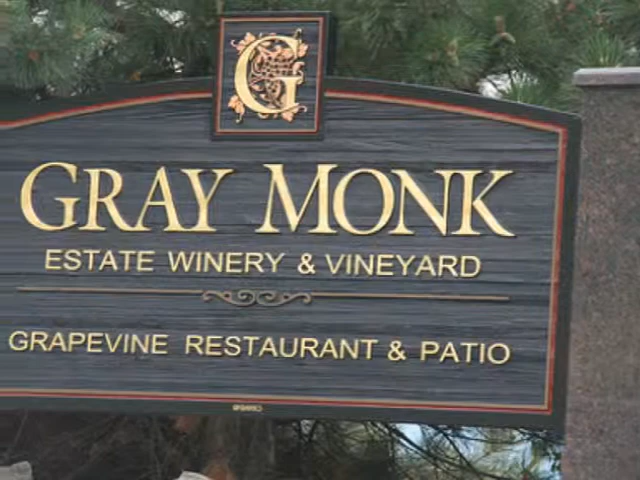 G
GRAY MONK
ESTATE WINERY & VINEYARD
GRAPEVINE RESTAURANT & PATIO